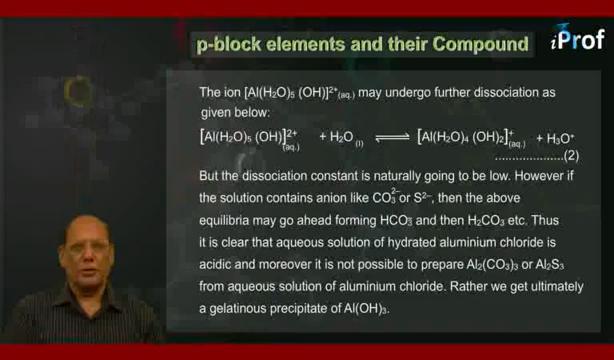 p-block elements and their Compound
iProf
The ion [Al(H₂O)₅ (OH)]²⁺(aq.) may undergo further dissociation as
given below:
[Al(H₂O)₅ (OH)]²⁺(aq.) + H₂O (l) ⇌ [Al(H₂O)₄ (OH)₂]⁺(aq.) + H₃O⁺
....................(2)
But the dissociation constant is naturally going to be low. However if
the solution contains anion like CO₃²⁻ or S²⁻, then the above
equilibria may go ahead forming HCO₃⁻ and then H₂CO₃ etc. Thus
it is clear that aqueous solution of hydrated aluminium chloride is
acidic and moreover it is not possible to prepare Al₂(CO₃)₃ or Al₂S₃
from aqueous solution of aluminium chloride. Rather we get ultimately
a gelatinous precipitate of Al(OH)₃.